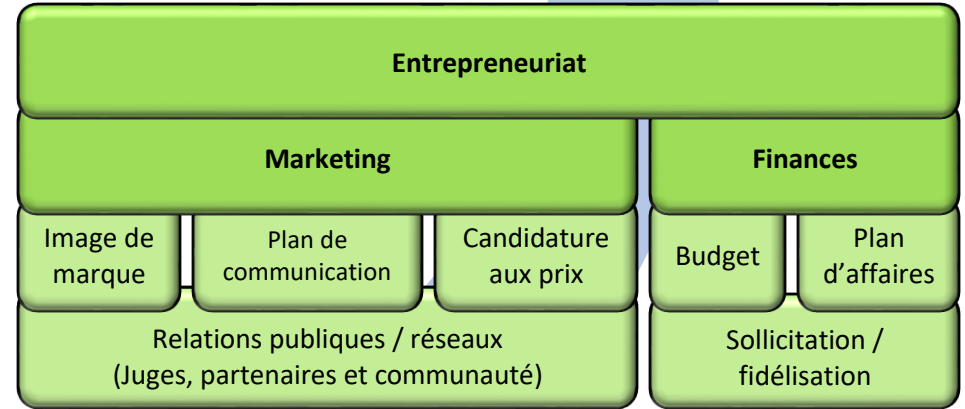 Entrepreneuriat
Marketing
Finances
Image de
marque
Plan de
communication
Candidature
aux prix
Budget
Plan
d’affaires
Relations publiques / réseaux
(Juges, partenaires et communauté)
Sollicitation /
fidélisation